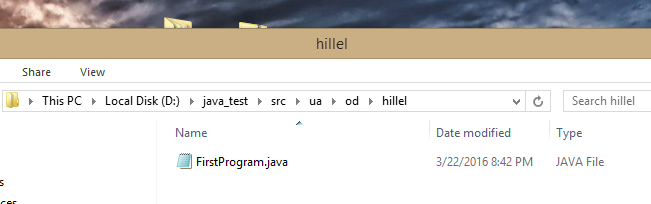 hillel
Share View
This PC Local Disk (D:) java_test src ua od hillel Search hillel
Name Date modified Type
FirstProgram.java 3/22/2016 8:42 PM JAVA File